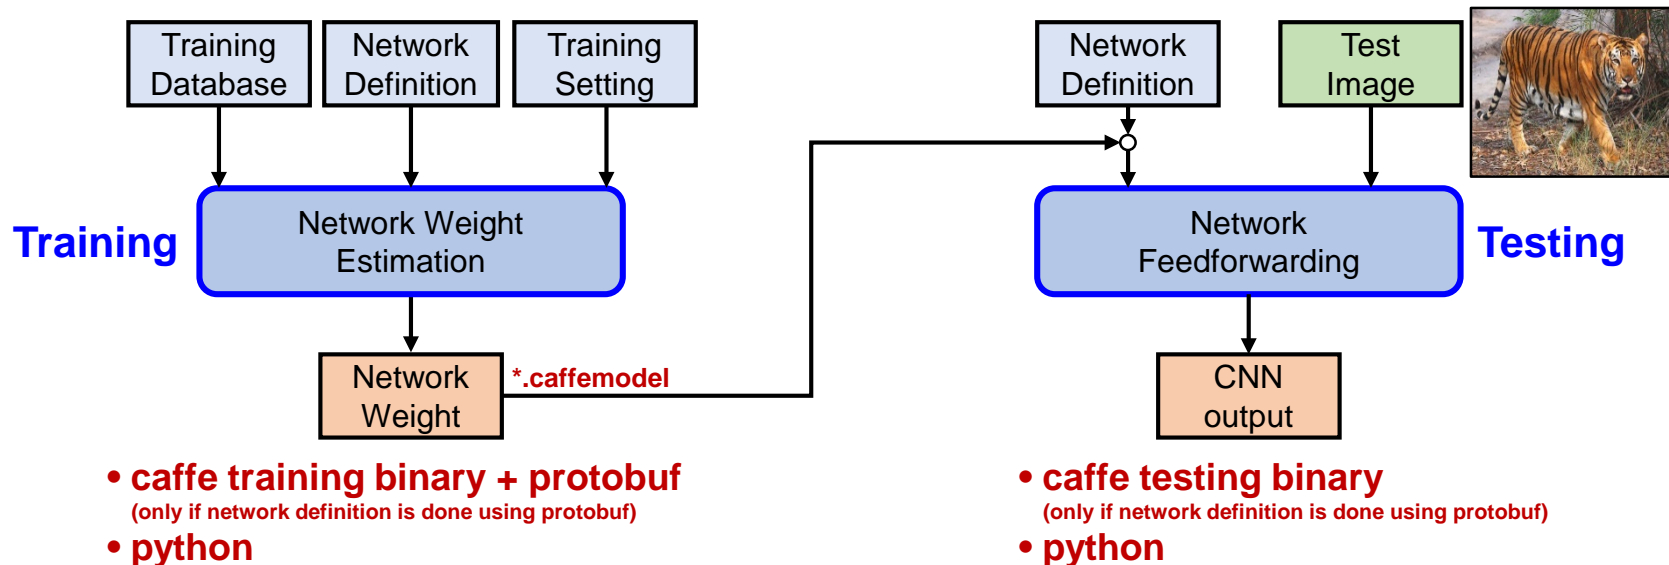 Training
Database
Network
Definition
Training
Setting
Network
Definition
Test
Image
Training
Network Weight
Estimation
Network
Feedforwarding
Testing
Network
Weight
*.caffemodel
CNN
output
• caffe training binary + protobuf
(only if network definition is done using protobuf)
• python
• caffe testing binary
(only if network definition is done using protobuf)
• python